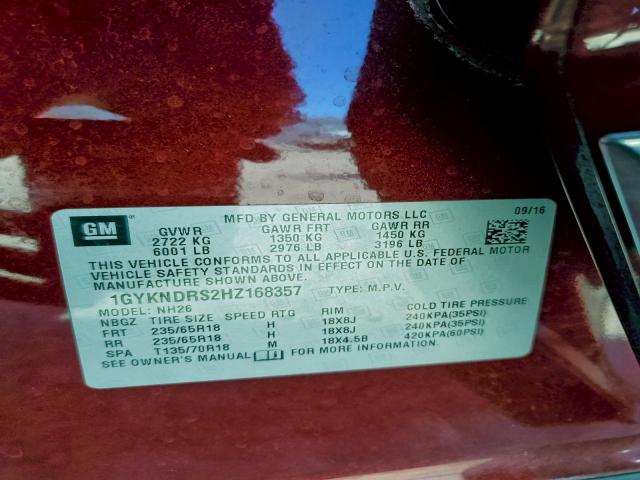 MFD BY GENERAL MOTORS LLC
09/16
GM
GVWR GAWR FRT GAWR RR
2722 KG 1350 KG 1450 KG
6001 LB 2976 LB 3196 LB
THIS VEHICLE CONFORMS TO ALL APPLICABLE U.S. FEDERAL MOTOR
VEHICLE SAFETY STANDARDS IN EFFECT ON THE DATE OF
MANUFACTURE SHOWN ABOVE.
1GYKNDRS2HZ168357 TYPE: M.P.V.
MODEL: NH26
NBGZ TIRE SIZE SPEED RTG RIM COLD TIRE PRESSURE
FRT 235/65R18 H 18X8J 240KPA(35PSI)
RR 235/65R18 H 18X8J 240KPA(35PSI)
SPA T135/70R18 M 18X4.5B 420KPA(60PSI)
SEE OWNER'S MANUAL FOR MORE INFORMATION.